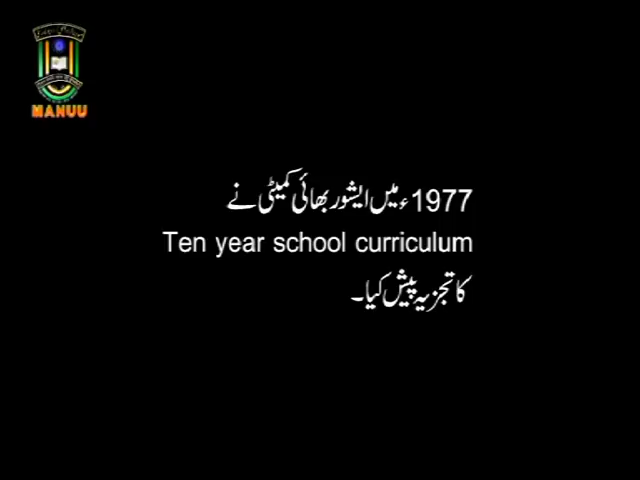 MANUU
1977ء میں ایشور بھائی کمیٹی نے
Ten year school curriculum
کا تجزیہ پیش کیا۔